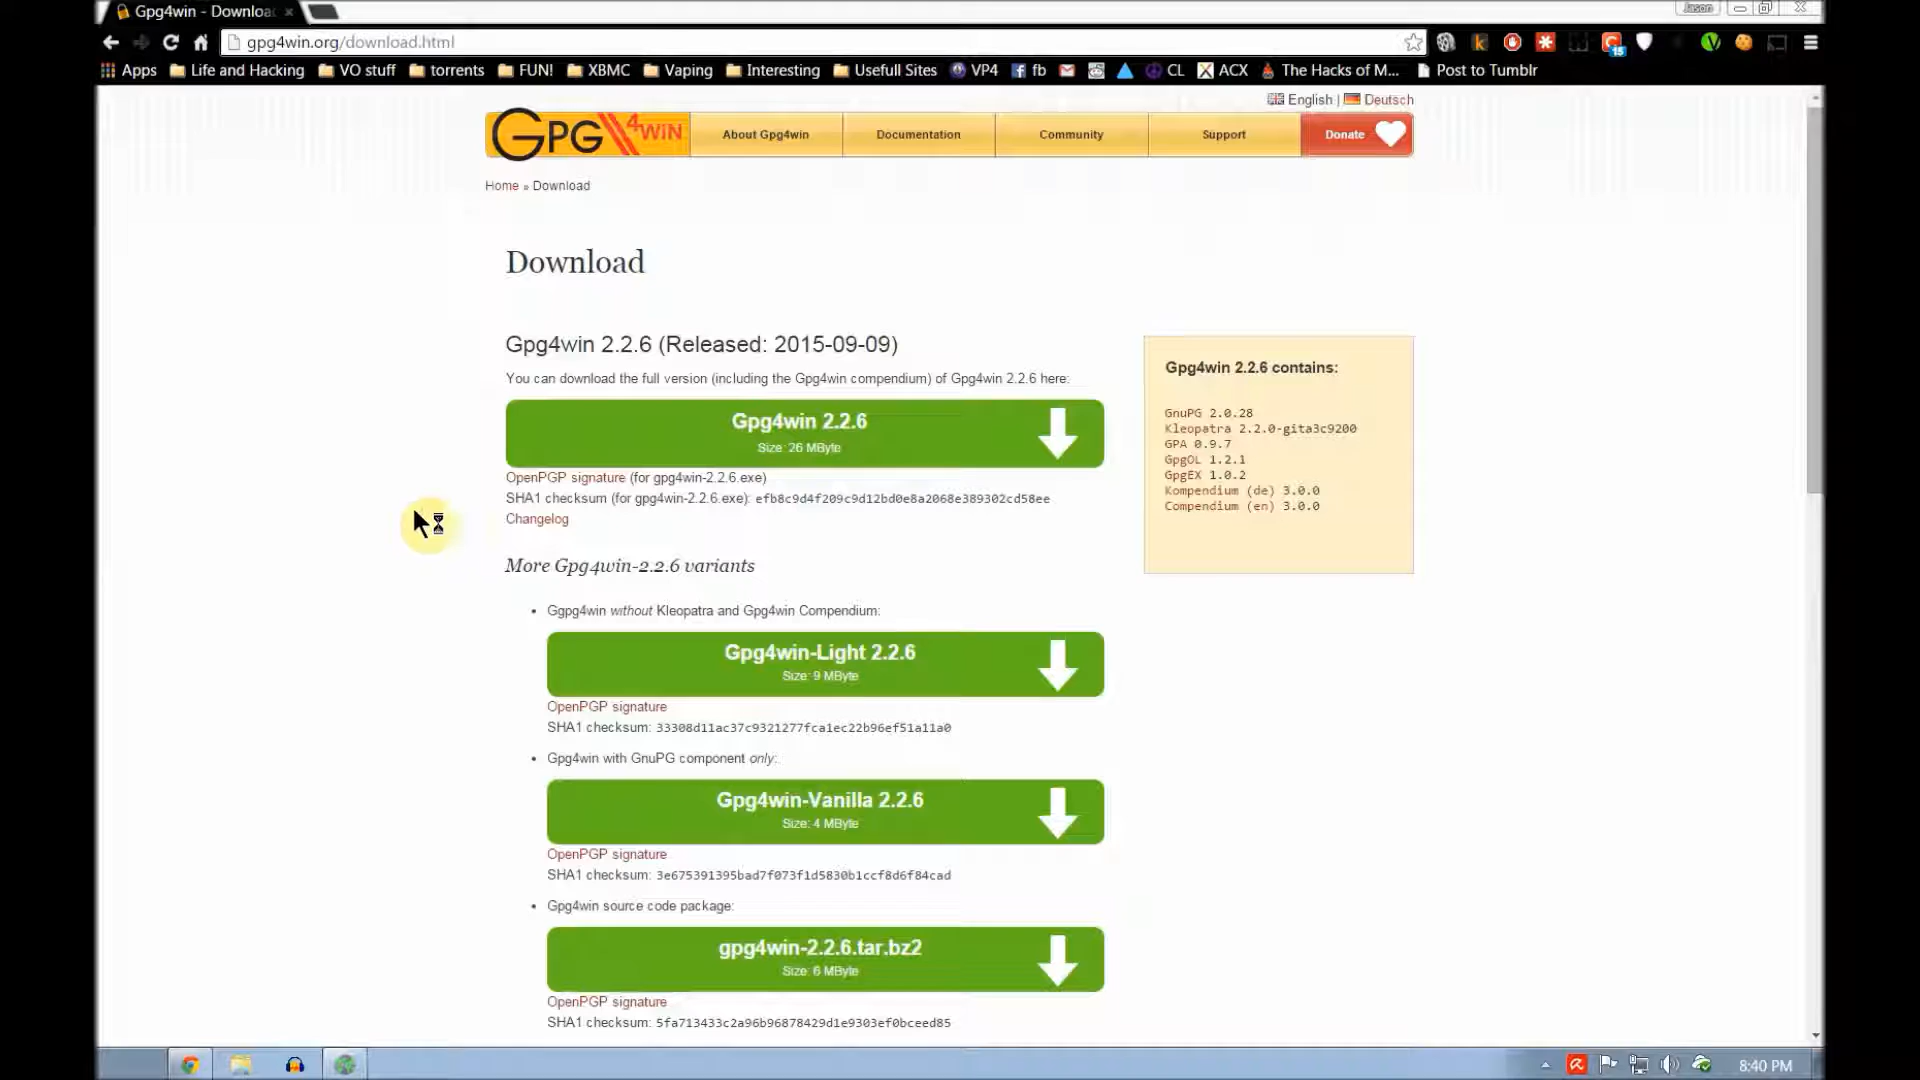 Gpg4win - Downloa
Jason
gpg4win.org/download.html
15
Apps Life and Hacking VO stuff torrents FUN! XBMC Vaping Interesting Usefull Sites VP4 fb CL ACX The Hacks of M... Post to Tumblr
English | Deutsch
GPG 4WIN About Gpg4win Documentation Community Support Donate
Home » Download
Download
Gpg4win 2.2.6 (Released: 2015-09-09)
You can download the full version (including the Gpg4win compendium) of Gpg4win 2.2.6 here:
Gpg4win 2.2.6
Size: 26 MByte
OpenPGP signature (for gpg4win-2.2.6.exe)
SHA1 checksum (for gpg4win-2.2.6.exe): efb8c9d4f209c9d12bd0e8a2068e389302cd58ee
Changelog
Gpg4win 2.2.6 contains:
GnuPG 2.0.28
Kleopatra 2.2.0-gita3c9200
GPA 0.9.7
GpgOL 1.2.1
GpgEX 1.0.2
Kompendium (de) 3.0.0
Compendium (en) 3.0.0
More Gpg4win-2.2.6 variants
• Ggpg4win without Kleopatra and Gpg4win Compendium:
Gpg4win-Light 2.2.6
Size: 9 MByte
OpenPGP signature
SHA1 checksum: 33308d11ac37c9321277fca1ec22b96ef51a11a0
• Gpg4win with GnuPG component only:
Gpg4win-Vanilla 2.2.6
Size: 4 MByte
OpenPGP signature
SHA1 checksum: 3e675391395bad7f073f1d5830b1ccf8d6f84cad
• Gpg4win source code package:
gpg4win-2.2.6.tar.bz2
Size: 6 MByte
OpenPGP signature
SHA1 checksum: 5fa713433c2a96b96878429d1e9303ef0bceed85
8:40 PM